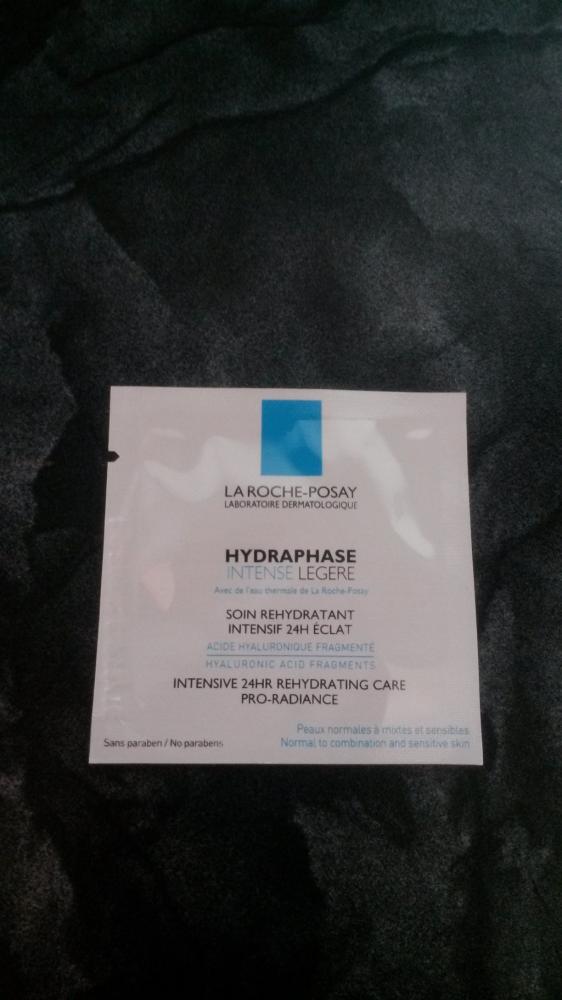 LA ROCHE-POSAY
LABORATOIRE DERMATOLOGIQUE
HYDRAPHASE
INTENSE LEGERE
Avec de l'eau thermale de La Roche-Posay
SOIN REHYDRATANT
INTENSIF 24H ÉCLAT
ACIDE HYALURONIQUE FRAGMENTÉ
HYALURONIC ACID FRAGMENTS
INTENSIVE 24HR REHYDRATING CARE
PRO-RADIANCE
Peaux normales à mixtes et sensibles
Sans paraben / No parabens
Normal to combination and sensitive skin